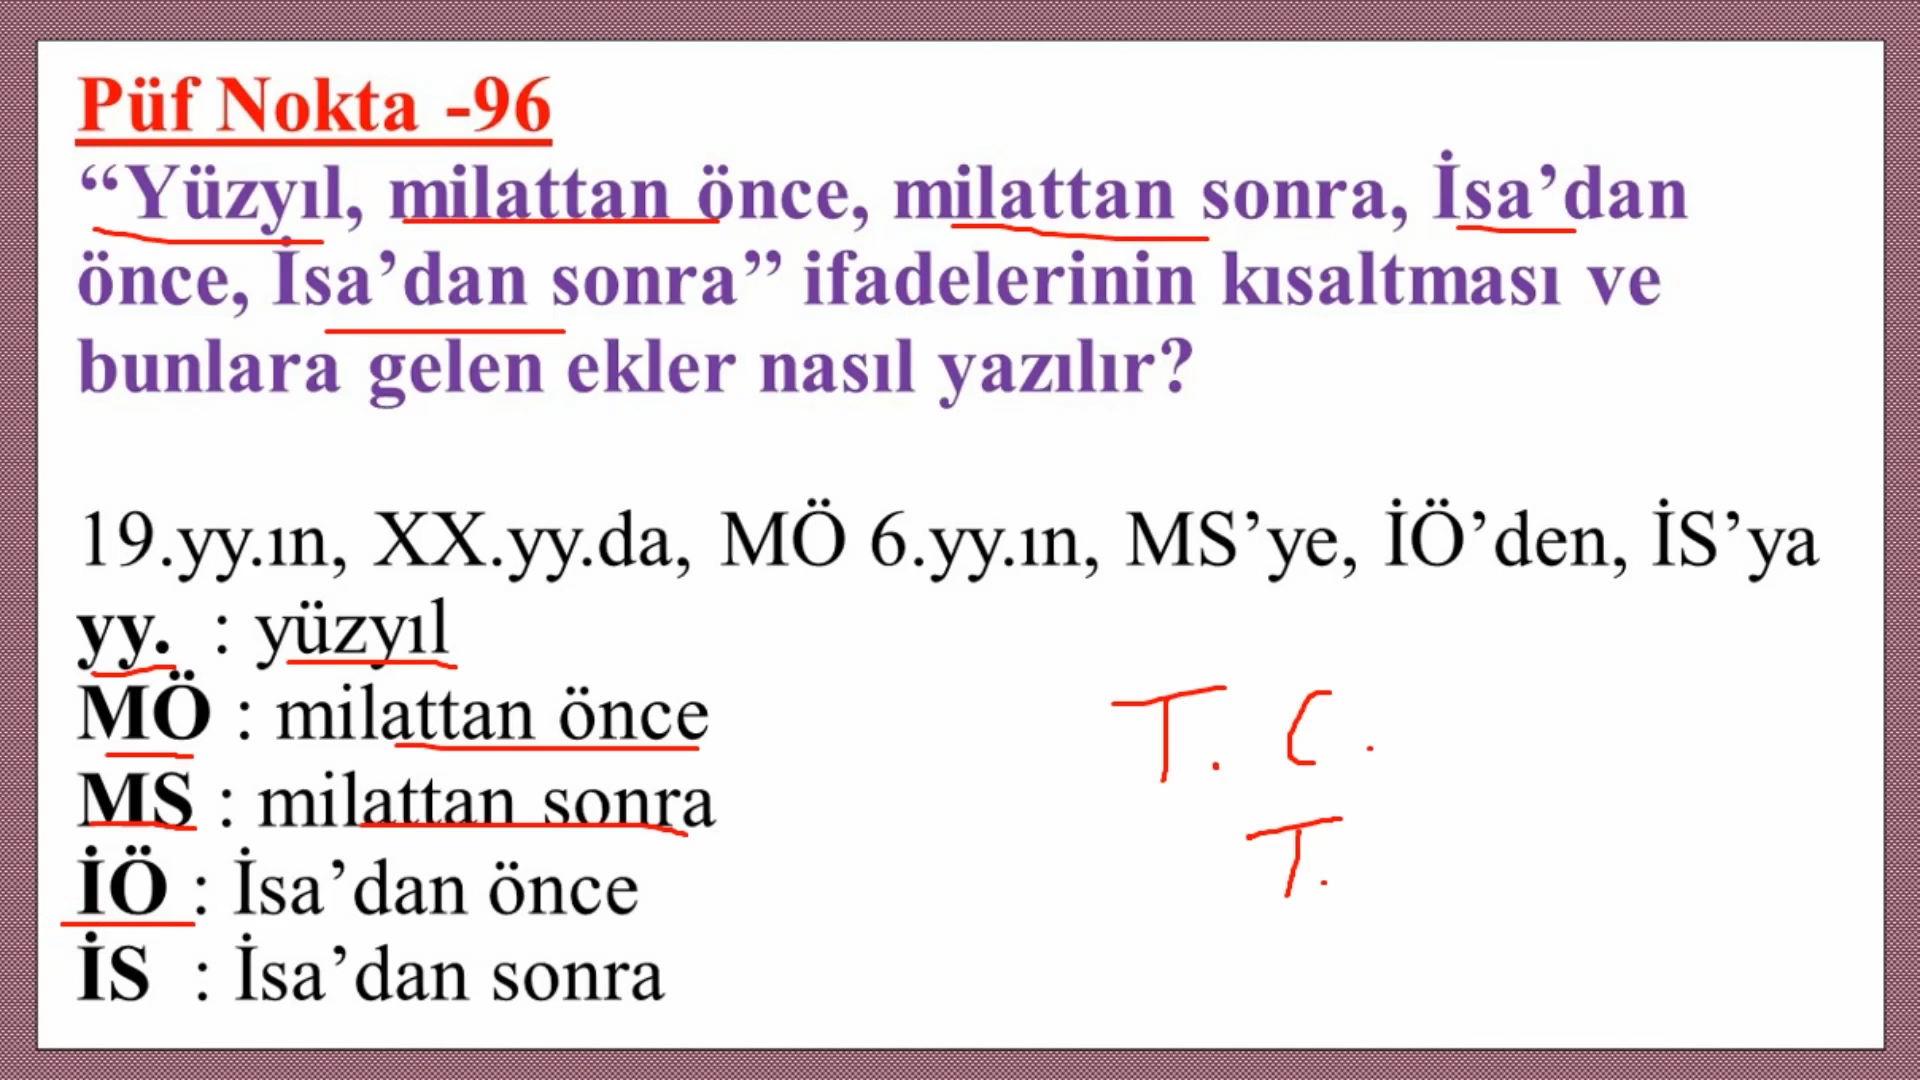 Püf Nokta -96
“Yüzyıl, milattan önce, milattan sonra, İsa’dan
önce, İsa’dan sonra” ifadelerinin kısaltması ve
bunlara gelen ekler nasıl yazılır?
19.yy.ın, XX.yy.da, MÖ 6.yy.ın, MS’ye, İÖ’den, İS’ya
yy. : yüzyıl
MÖ : milattan önce
MS : milattan sonra
İÖ : İsa’dan önce
İS : İsa’dan sonra
T. C.
T.